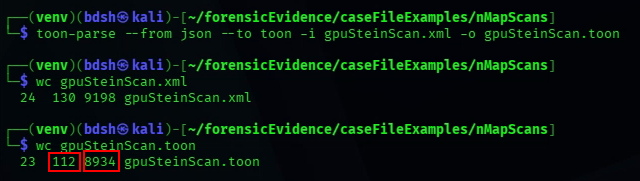 ┌──(venv)(bdsh㉿kali)-[~/forensicEvidence/caseFileExamples/nMapScans]
└─$ toon-parse --from json --to toon -i gpuSteinScan.xml -o gpuSteinScan.toon
┌──(venv)(bdsh㉿kali)-[~/forensicEvidence/caseFileExamples/nMapScans]
└─$ wc gpuSteinScan.xml
24 130 9198 gpuSteinScan.xml
┌──(venv)(bdsh㉿kali)-[~/forensicEvidence/caseFileExamples/nMapScans]
└─$ wc gpuSteinScan.toon
23 112 8934 gpuSteinScan.toon